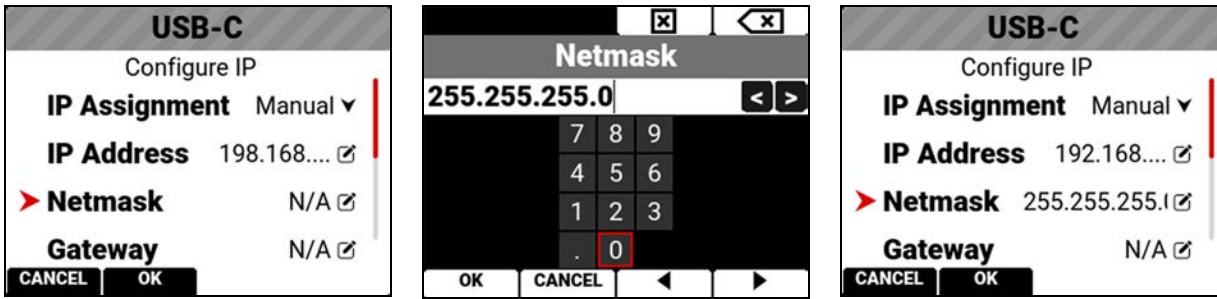 USB-C
Configure IP
IP Assignment Manual
IP Address 198.168....
Netmask N/A
Gateway N/A
CANCEL OK
Netmask
255.255.255.0
< >
7 8 9
4 5 6
1 2 3
. 0
OK CANCEL
USB-C
Configure IP
IP Assignment Manual
IP Address 192.168....
Netmask 255.255.255.
Gateway N/A
CANCEL OK